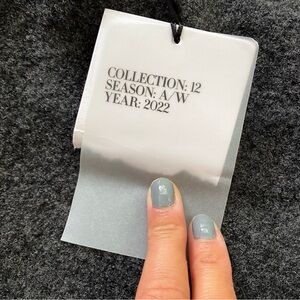 COLLECTION: 12
SEASON: A/W
YEAR: 2022